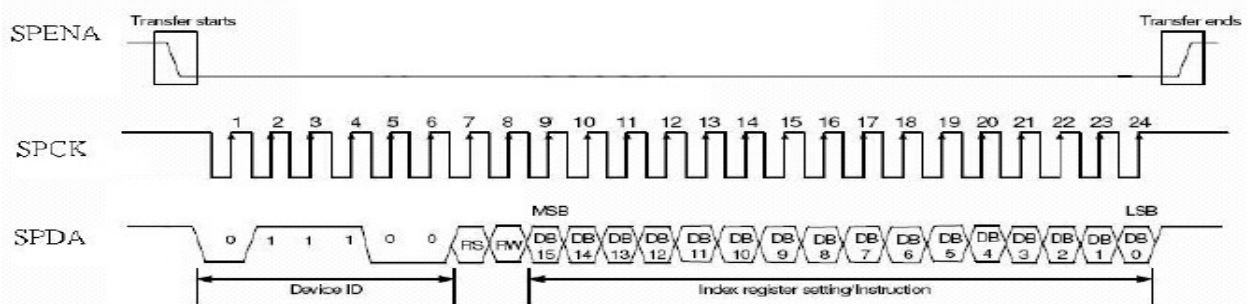 Transfer starts
Transfer ends
SPENA
1 2 3 4 5 6 7 8 9 10 11 12 13 14 15 16 17 18 19 20 21 22 23 24
SPCK
MSB
LSB
SPDA
0 1 1 1 0 0 RS RW DB 15 DB 14 DB 13 DB 12 DB 11 DB 10 DB 9 DB 8 DB 7 DB 6 DB 5 DB 4 DB 3 DB 2 DB 1 DB 0
Device ID
Index register setting/Instruction